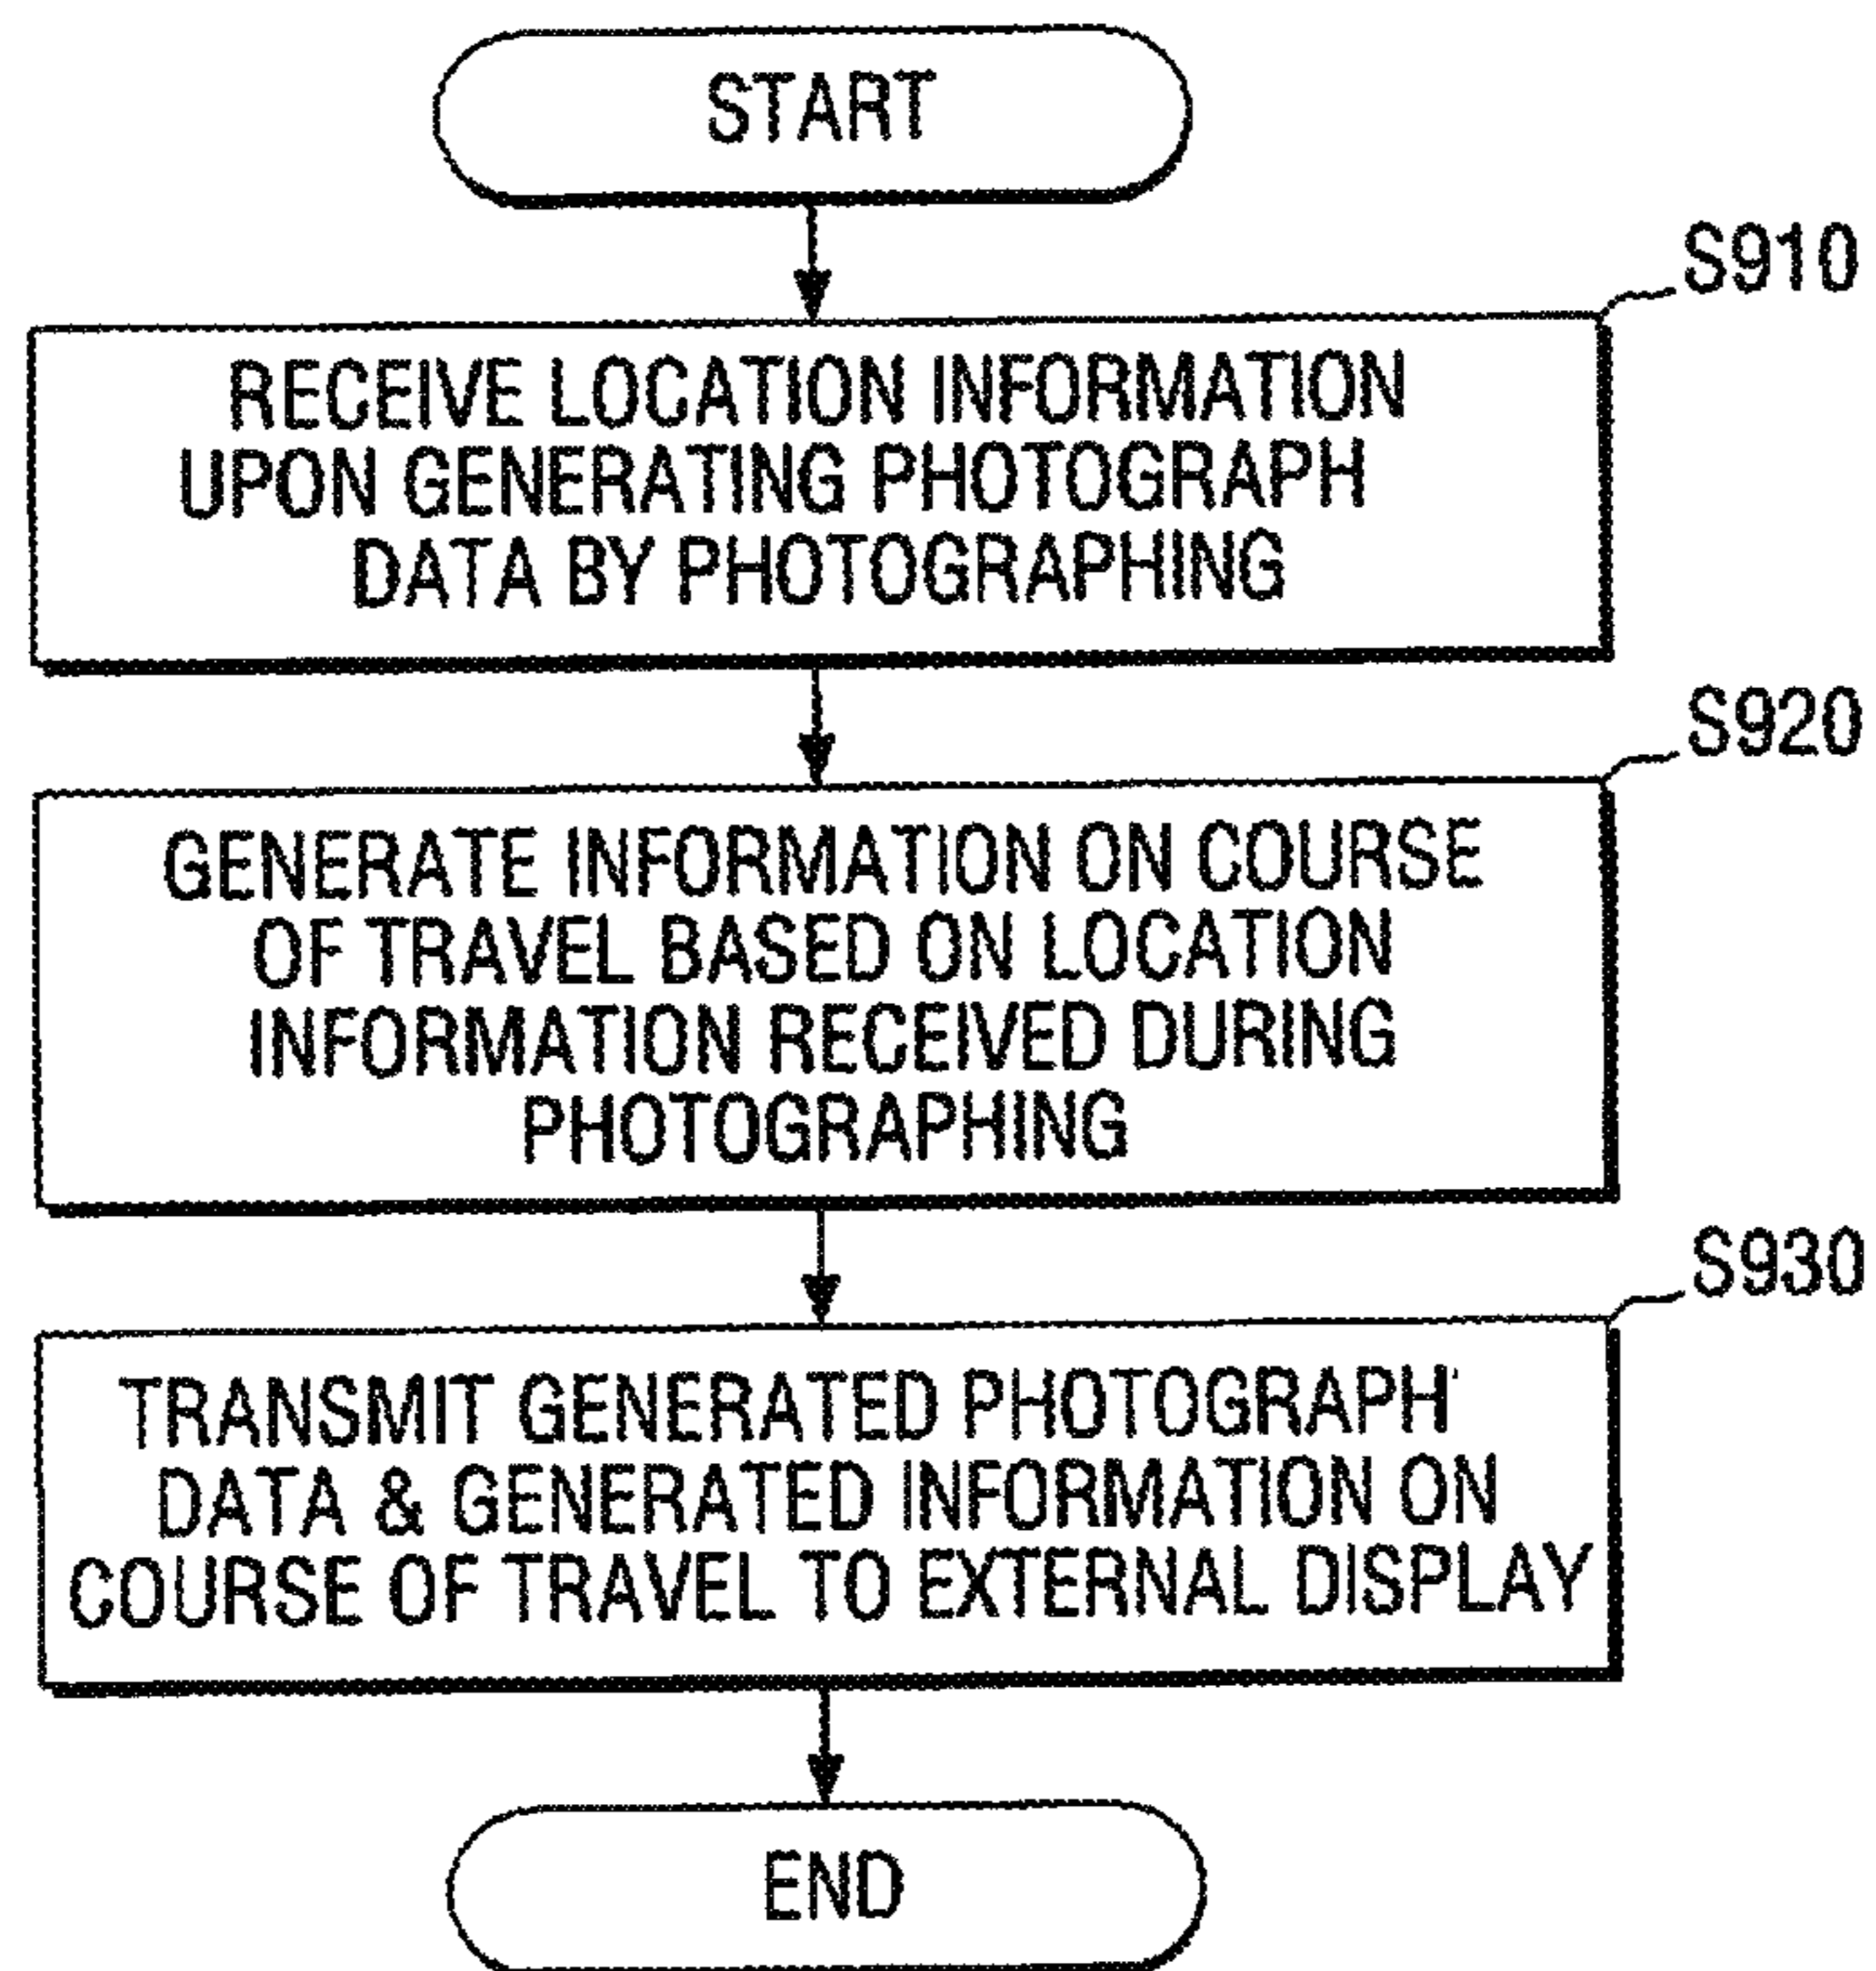 START
S910
RECEIVE LOCATION INFORMATION
UPON GENERATING PHOTOGRAPH
DATA BY PHOTOGRAPHING
S920
GENERATE INFORMATION ON COURSE
OF TRAVEL BASED ON LOCATION
INFORMATION RECEIVED DURING
PHOTOGRAPHING
S930
TRANSMIT GENERATED PHOTOGRAPH
DATA & GENERATED INFORMATION ON
COURSE OF TRAVEL TO EXTERNAL DISPLAY
END